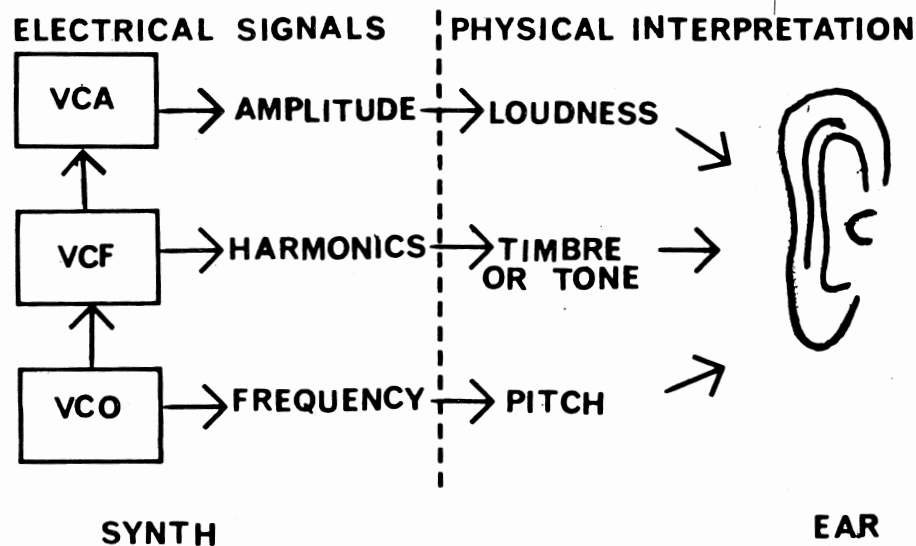 ELECTRICAL SIGNALS
PHYSICAL INTERPRETATION
VCA
AMPLITUDE
LOUDNESS
VCF
HARMONICS
TIMBRE
OR TONE
VCO
FREQUENCY
PITCH
SYNTH
EAR